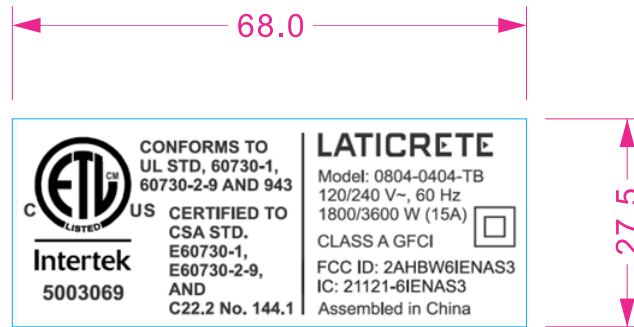 68.0
27.5
ETL
CM
LISTED
C
US
Intertek
5003069
CONFORMS TO
UL STD, 60730-1,
60730-2-9 AND 943
CERTIFIED TO
CSA STD.
E60730-1,
E60730-2-9,
AND
C22.2 No. 144.1
LATICRETE
Model: 0804-0404-TB
120/240 V~, 60 Hz
1800/3600 W (15A)
CLASS A GFCI
FCC ID: 2AHBW6IENAS3
IC: 21121-6IENAS3
Assembled in China